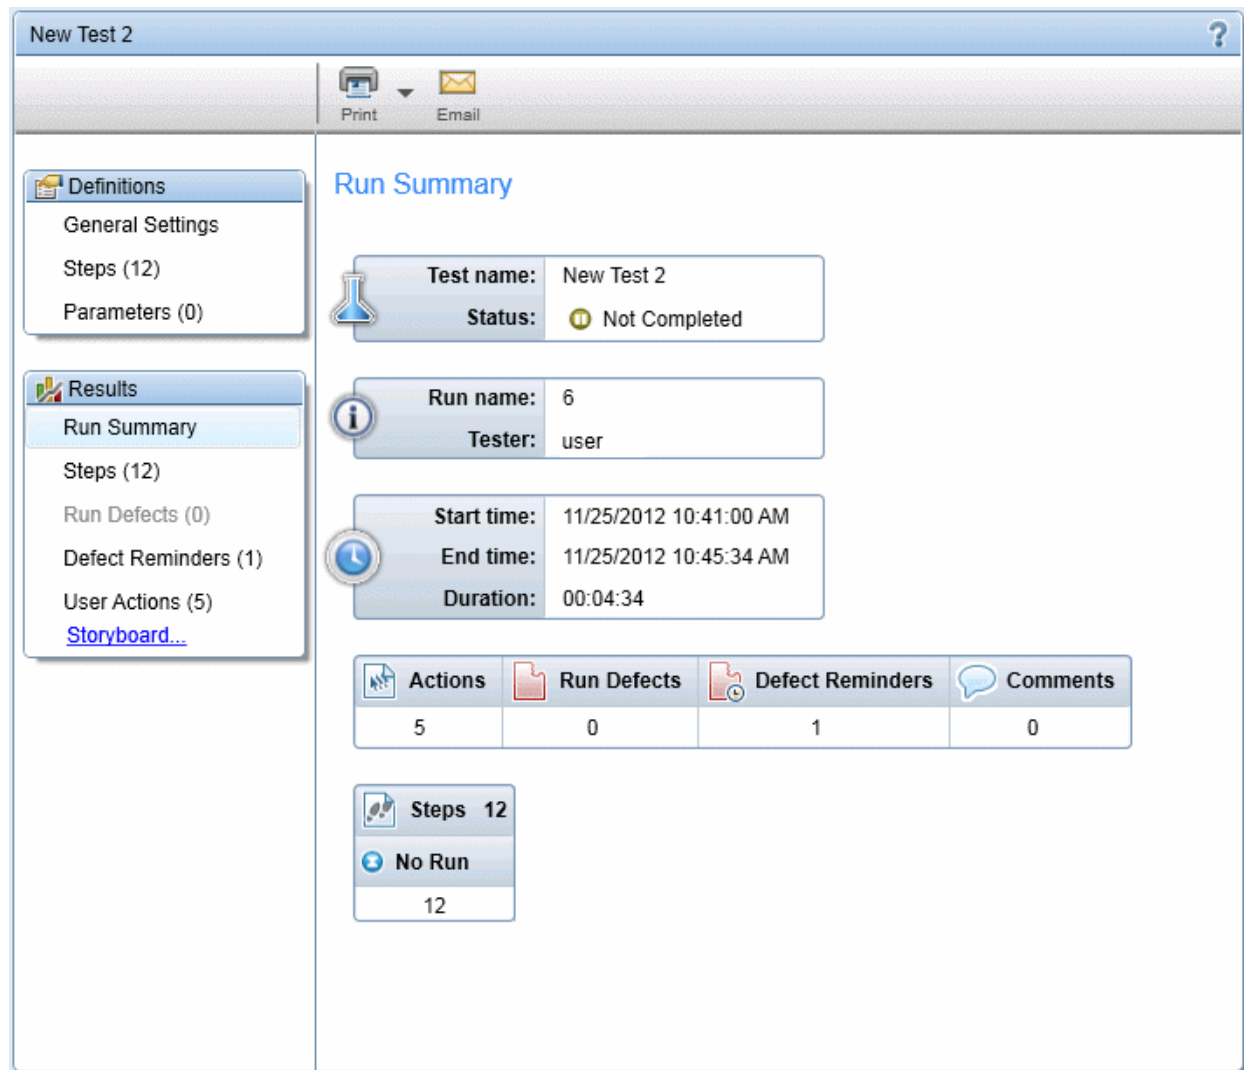 New Test 2 ?
Print Email
Definitions
General Settings
Steps (12)
Parameters (0)
Results
Run Summary
Steps (12)
Run Defects (0)
Defect Reminders (1)
User Actions (5)
Storyboard...
Run Summary
Test name: New Test 2
Status: Not Completed
Run name: 6
Tester: user
Start time: 11/25/2012 10:41:00 AM
End time: 11/25/2012 10:45:34 AM
Duration: 00:04:34
Actions Run Defects Defect Reminders Comments
5 0 1 0
Steps 12
No Run
12